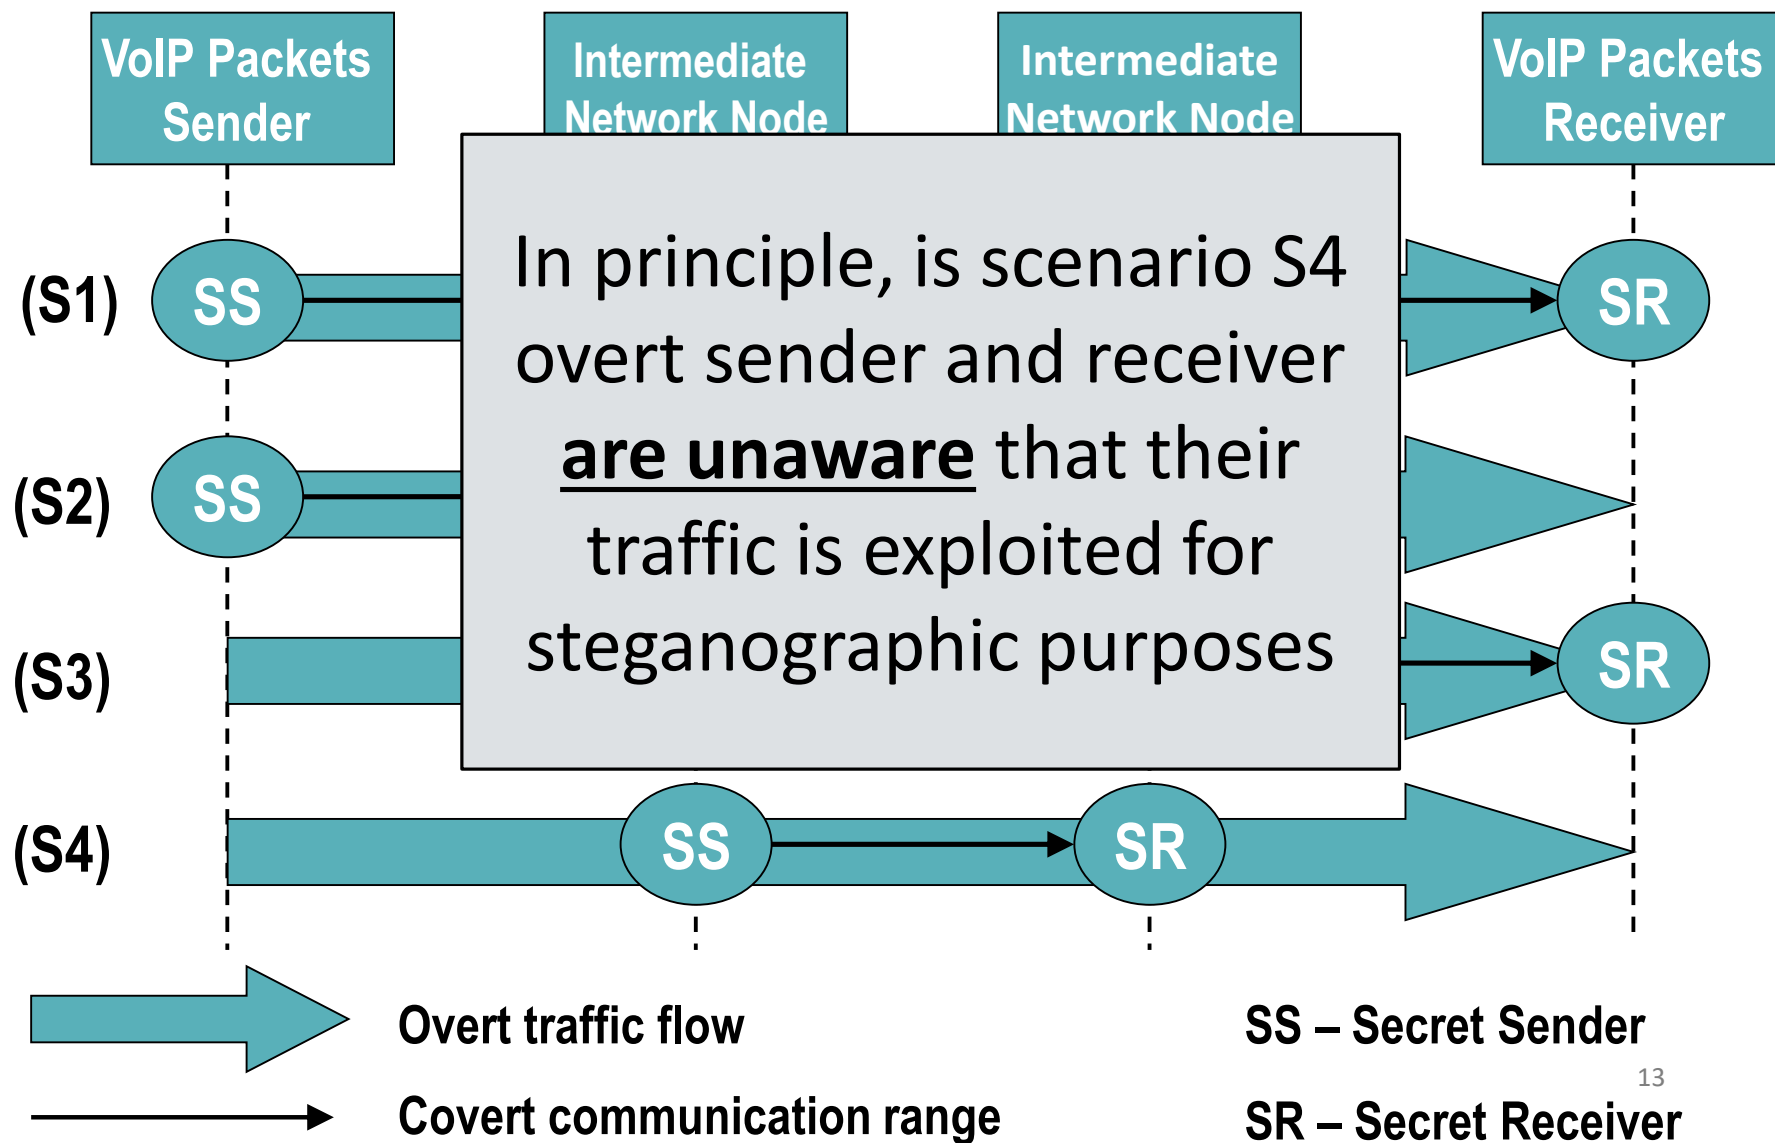 VoIP Packets
Sender
Intermediate
Network Node
Intermediate
Network Node
VoIP Packets
Receiver
In principle, is scenario S4
overt sender and receiver
are unaware that their
traffic is exploited for
steganographic purposes
(S1)
SS
SR
(S2)
SS
(S3)
SR
(S4)
SS
SR
Overt traffic flow
SS – Secret Sender
13
Covert communication range
SR – Secret Receiver